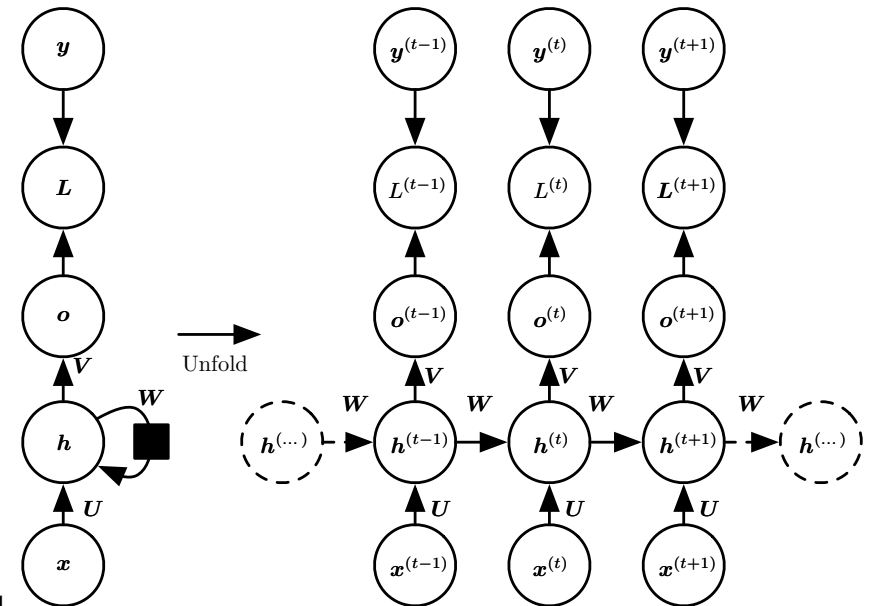 y y^(t−1) y^(t) y^(t+1)
L L^(t−1) L^(t) L^(t+1)
o o^(t−1) o^(t) o^(t+1)
Unfold
V V V V
W W W W W
h h^(...) h^(t−1) h^(t) h^(t+1) h^(...)
U U U U
x x^(t−1) x^(t) x^(t+1)